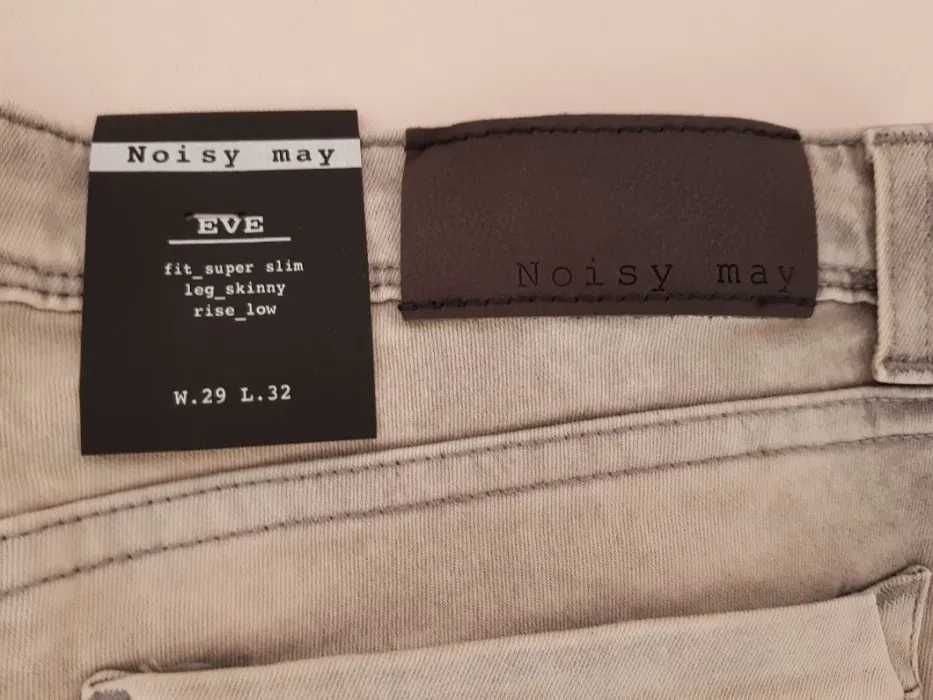 Noisy may
EVE
fit_super slim
leg_skinny
rise_low
W.29 L.32
Noisy may